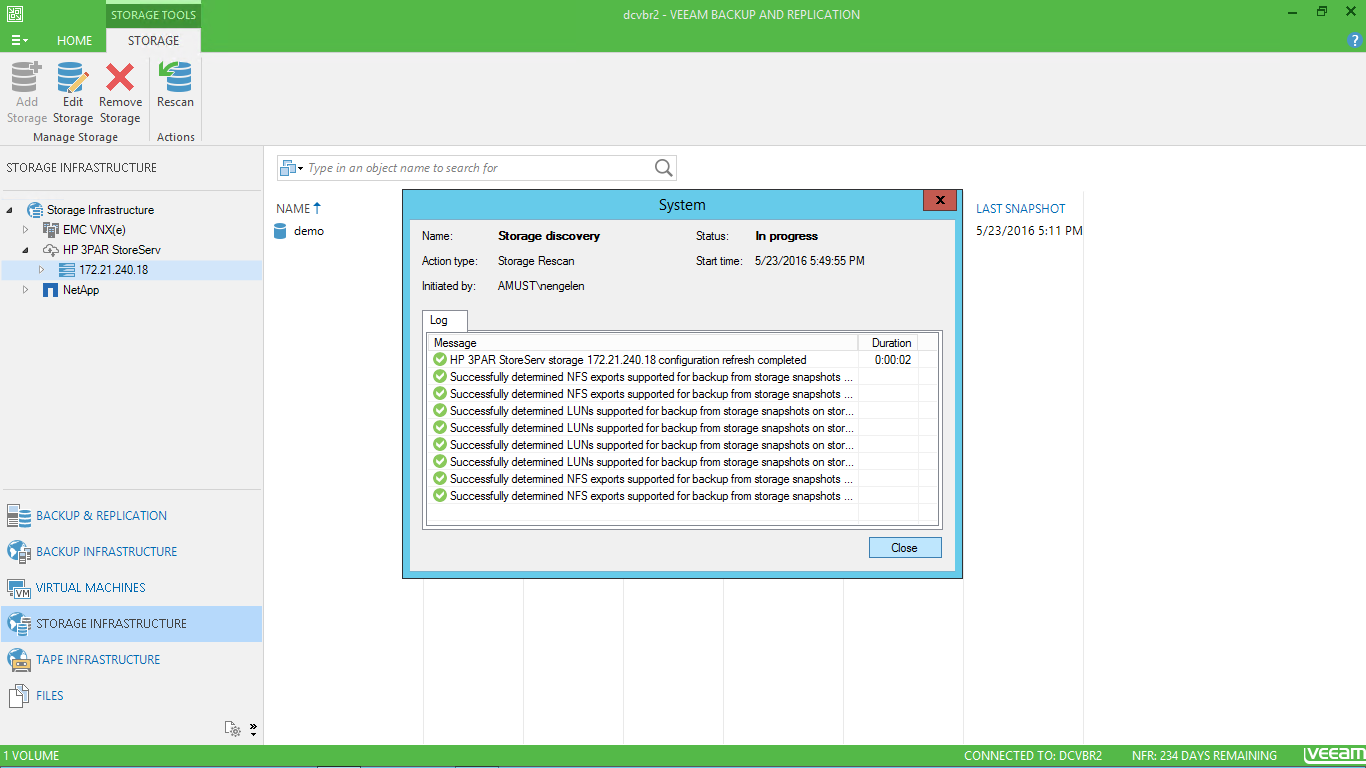 STORAGE TOOLS
dcvbr2 - VEEAM BACKUP AND REPLICATION
HOME
STORAGE
?
Add Storage
Edit Storage
Remove Storage
Rescan
Manage Storage
Actions
STORAGE INFRASTRUCTURE
Storage Infrastructure
EMC VNX(e)
HP 3PAR StoreServ
172.21.240.18
NetApp
BACKUP & REPLICATION
BACKUP INFRASTRUCTURE
VIRTUAL MACHINES
STORAGE INFRASTRUCTURE
TAPE INFRASTRUCTURE
FILES
Type in an object name to search for
NAME
LAST SNAPSHOT
demo
5/23/2016 5:11 PM
System
x
Name: Storage discovery Status: In progress
Action type: Storage Rescan Start time: 5/23/2016 5:49:55 PM
Initiated by: AMUST\nengelen
Log
Message Duration
HP 3PAR StoreServ storage 172.21.240.18 configuration refresh completed 0:00:02
Successfully determined NFS exports supported for backup from storage snapshots ...
Successfully determined NFS exports supported for backup from storage snapshots ...
Successfully determined LUNs supported for backup from storage snapshots on stor...
Successfully determined LUNs supported for backup from storage snapshots on stor...
Successfully determined LUNs supported for backup from storage snapshots on stor...
Successfully determined LUNs supported for backup from storage snapshots on stor...
Successfully determined NFS exports supported for backup from storage snapshots ...
Successfully determined NFS exports supported for backup from storage snapshots ...
Close
1 VOLUME
CONNECTED TO: DCVBR2
NFR: 234 DAYS REMAINING
veeam